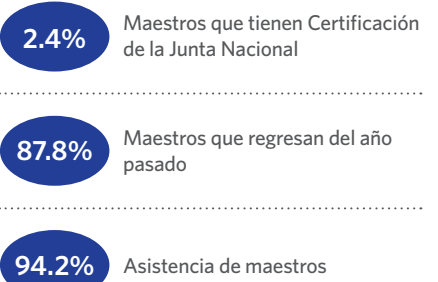 2.4%
Maestros que tienen Certificación
de la Junta Nacional
87.8%
Maestros que regresan del año
pasado
94.2%
Asistencia de maestros